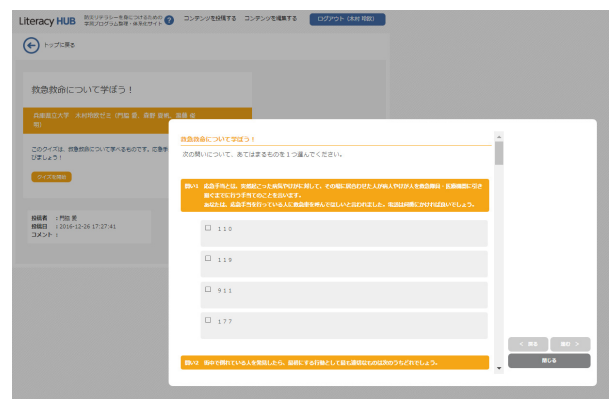 Literacy HUB
防災リテラシーを身につけるための
学習プログラム整理・体系化サイト
?
コンテンツを投稿する
コンテンツを編集する
ログアウト (木村 玲欧)
トップに戻る
救急救命について学ぼう！
兵庫県立大学 木村玲欧ゼミ (門脇 愛、
このクイズは、救急救命について学べるものです。応急手
びましょう！
クイズを開始
投稿者 : 門脇 愛
投稿日 : 2016-12-26 17:27:41
コメント :
救急救命について学ぼう！
次の問いについて、あてはまるものを１つ選んでください。
問い1 応急手当とは、突然起こった病気やけがに対して、その場に居合わせた人が病人やけが人を救急隊員・医療機関に引き
継ぐまでに行う手当てのことを言います。
あなたは、応急手当を行っている人に救急車を呼んでほしいと言われました。電話は何番にかければ良いでしょう。
１１０
１１９
９１１
１７７
問い2 街中で倒れている人を発見したら、最初にする行動として最も適切なものは次のうちどれでしょう。
< 戻る
進む >
閉じる